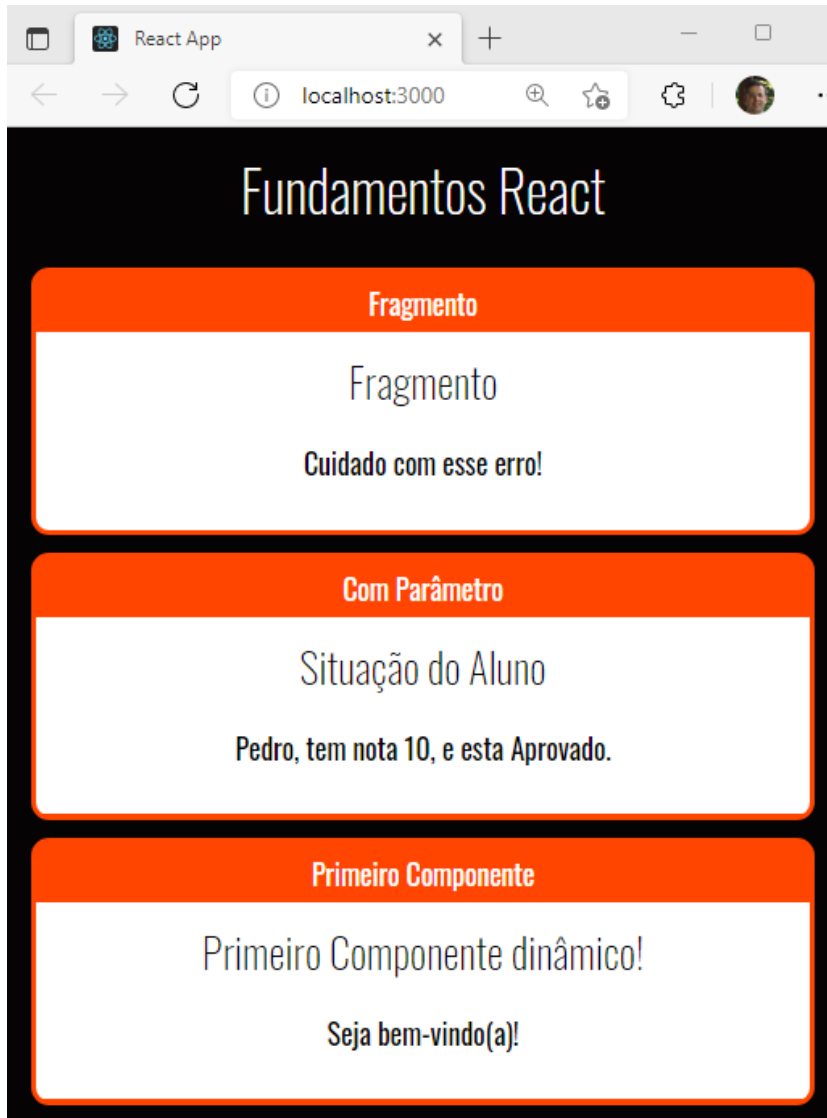 React App
localhost:3000
Fundamentos React
Fragmento
Fragmento
Cuidado com esse erro!
Com Parâmetro
Situação do Aluno
Pedro, tem nota 10, e esta Aprovado.
Primeiro Componente
Primeiro Componente dinâmico!
Seja bem-vindo(a)!